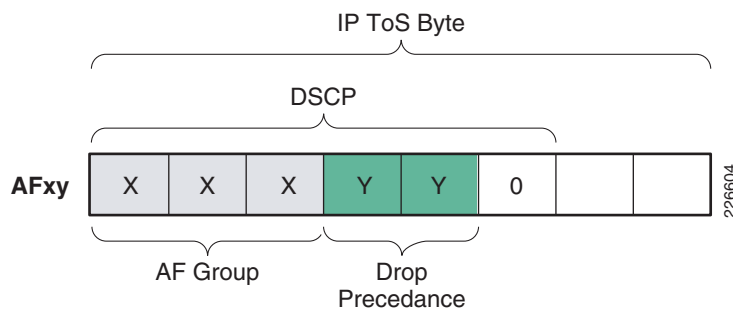 IP ToS Byte
DSCP
AFxy X X X Y Y 0
226604
AF Group
Drop
Precedance